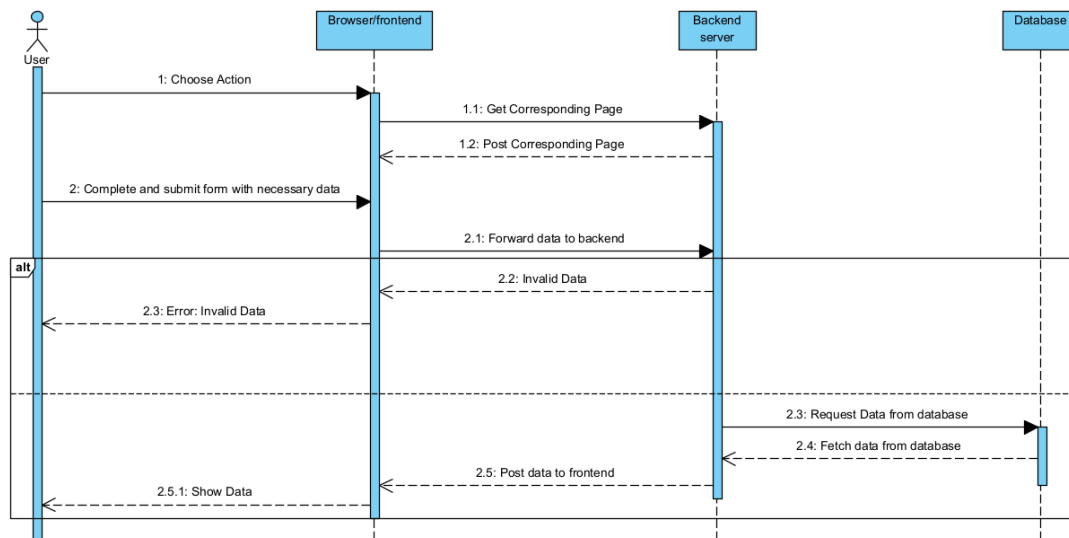 Browser/frontend
Backend
server
Database
User
1: Choose Action
1.1: Get Corresponding Page
1.2: Post Corresponding Page
2: Complete and submit form with necessary data
2.1: Forward data to backend
alt
2.2: Invalid Data
2.3: Error: Invalid Data
2.3: Request Data from database
2.4: Fetch data from database
2.5: Post data to frontend
2.5.1: Show Data